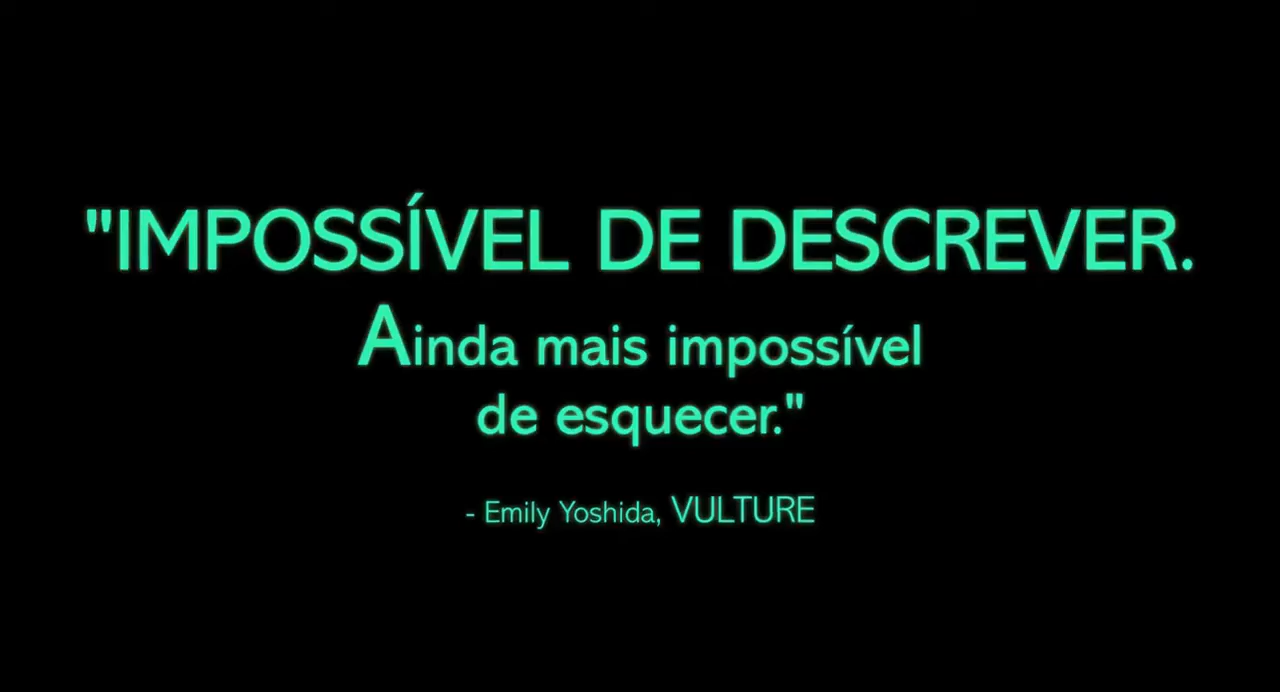 "IMPOSSÍVEL DE DESCREVER.
Ainda mais impossível
de esquecer."
- Emily Yoshida, VULTURE